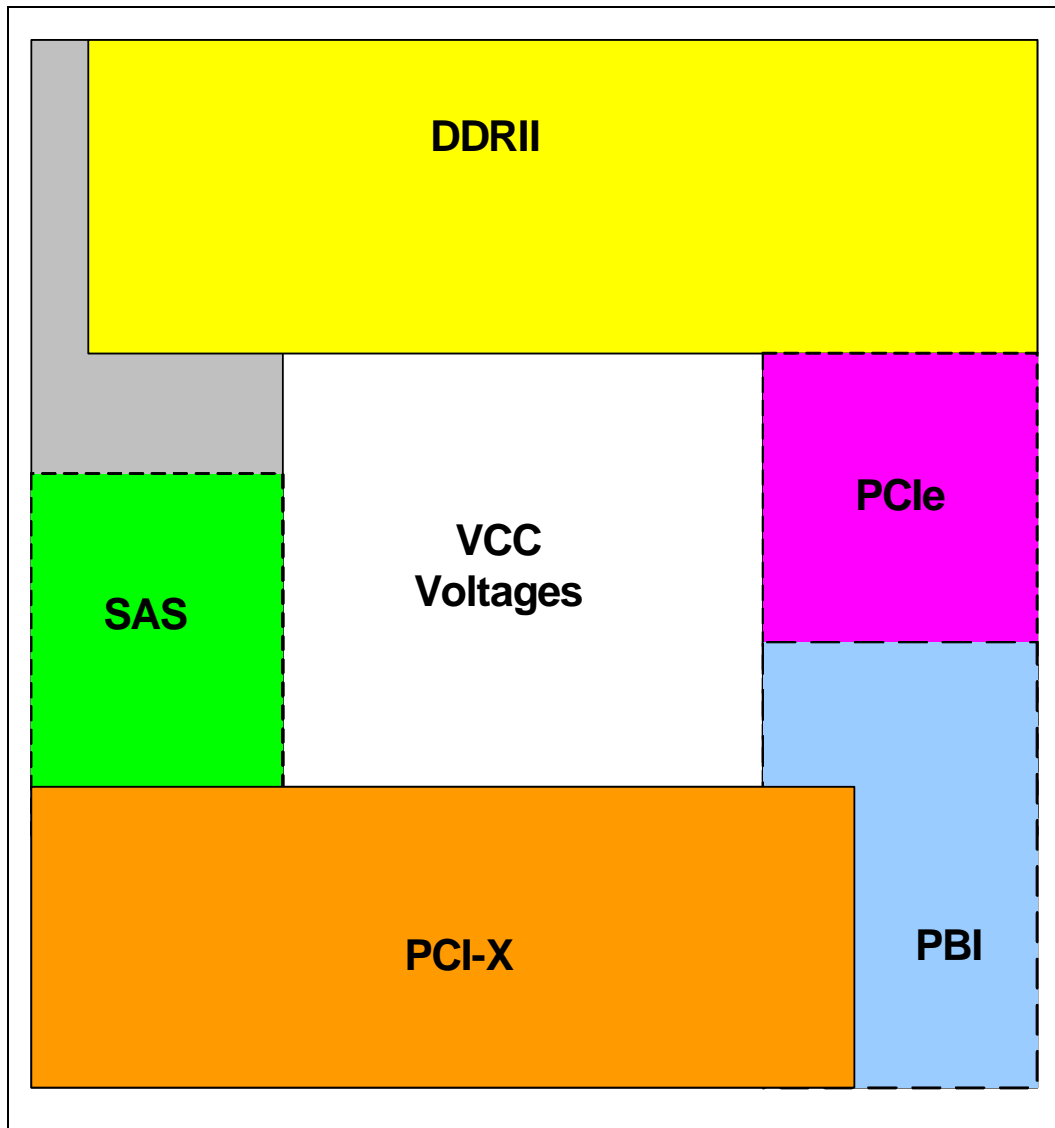 DDRII
PCIe
VCC
Voltages
SAS
PBI
PCI-X